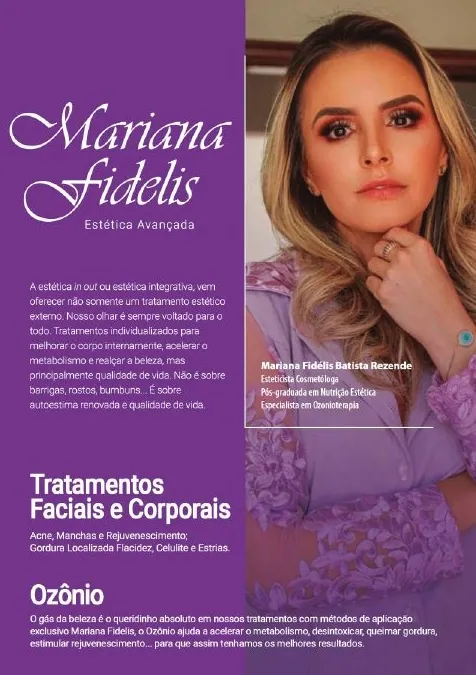 Mariana
Fidelis
Estética Avançada
A estética in out ou estética integrativa, vem
oferecer não somente um tratamento estético
externo. Nosso olhar é sempre voltado para o
todo. Tratamentos individualizados para
melhorar o corpo internamente, acelerar o
metabolismo e realçar a beleza, mas
principalmente qualidade de vida. Não é sobre
barrigas, rostos, bumbuns... É sobre
autoestima renovada e qualidade de vida.
Mariana Fidélis Batista Rezende
Esteticista Cosmetóloga
Pós-graduada em Nutrição Estética
Especialista em Ozonioterapia
Tratamentos
Faciais e Corporais
Acne, Manchas e Rejuvenescimento;
Gordura Localizada Flacidez, Celulite e Estrias.
Ozônio
O gás da beleza é o queridinho absoluto em nossos tratamentos com métodos de aplicação
exclusivo Mariana Fidelis, o Ozônio ajuda a acelerar o metabolismo, desintoxicar, queimar gordura,
estimular rejuvenescimento... para que assim tenhamos os melhores resultados.